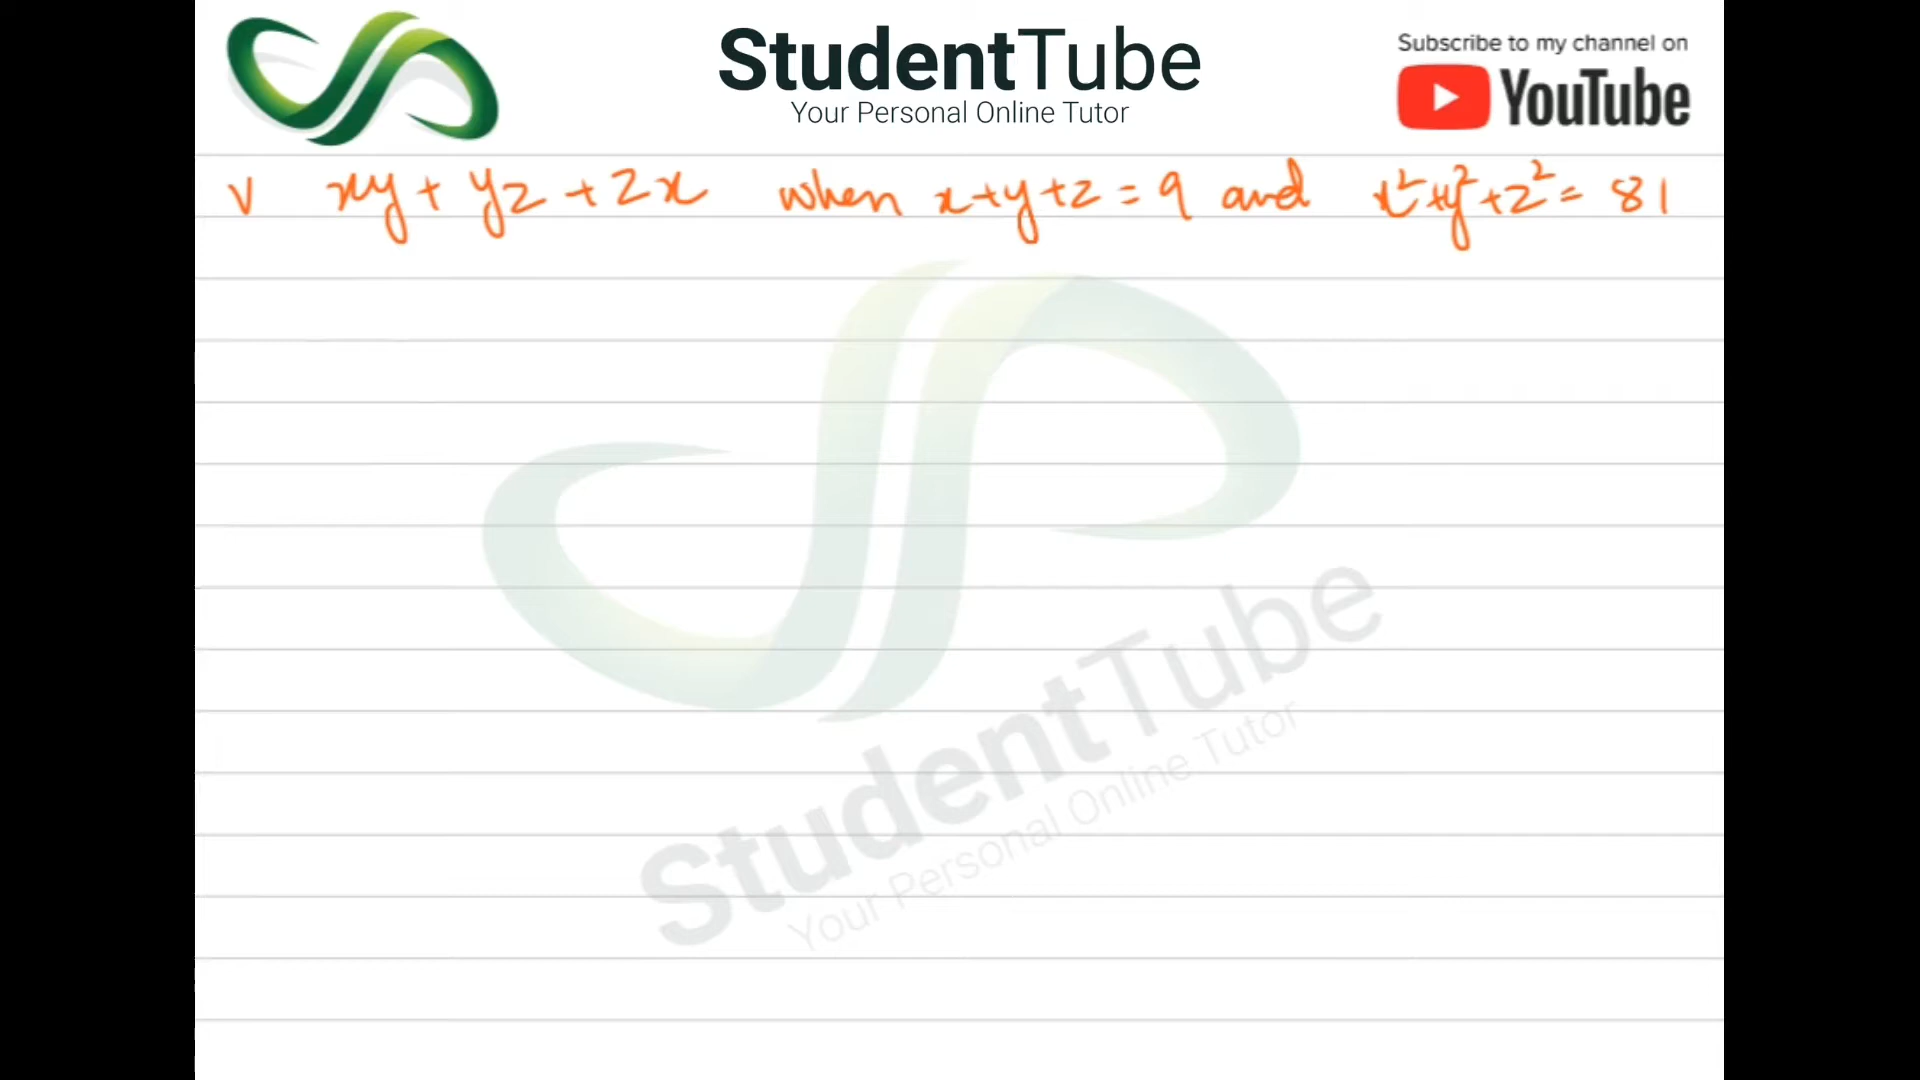 StudentTube
Your Personal Online Tutor
Subscribe to my channel on
YouTube
v xy + yz + zx when x+y+z = 9 and x²+y²+z² = 81
StudentTube
Your Personal Online Tutor